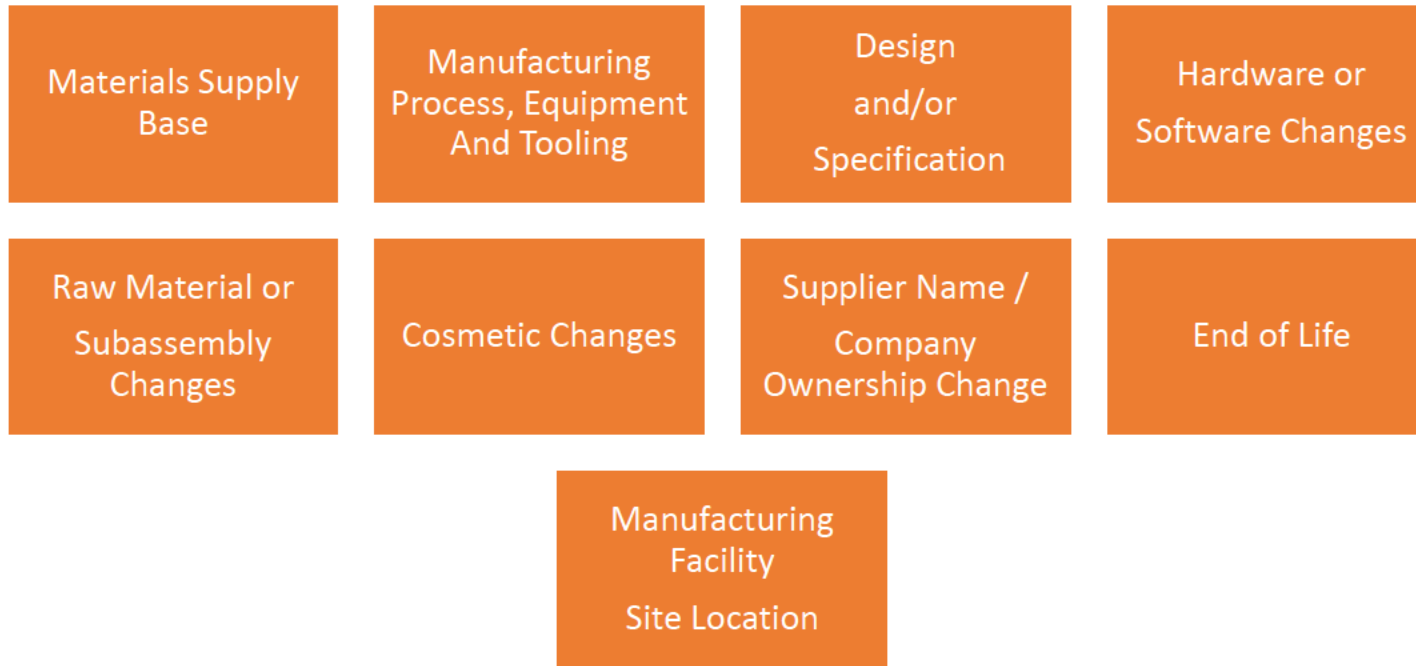 Materials Supply
Base
Manufacturing
Process, Equipment
And Tooling
Design
and/or
Specification
Hardware or
Software Changes
Raw Material or
Subassembly
Changes
Cosmetic Changes
Supplier Name /
Company
Ownership Change
End of Life
Manufacturing
Facility
Site Location